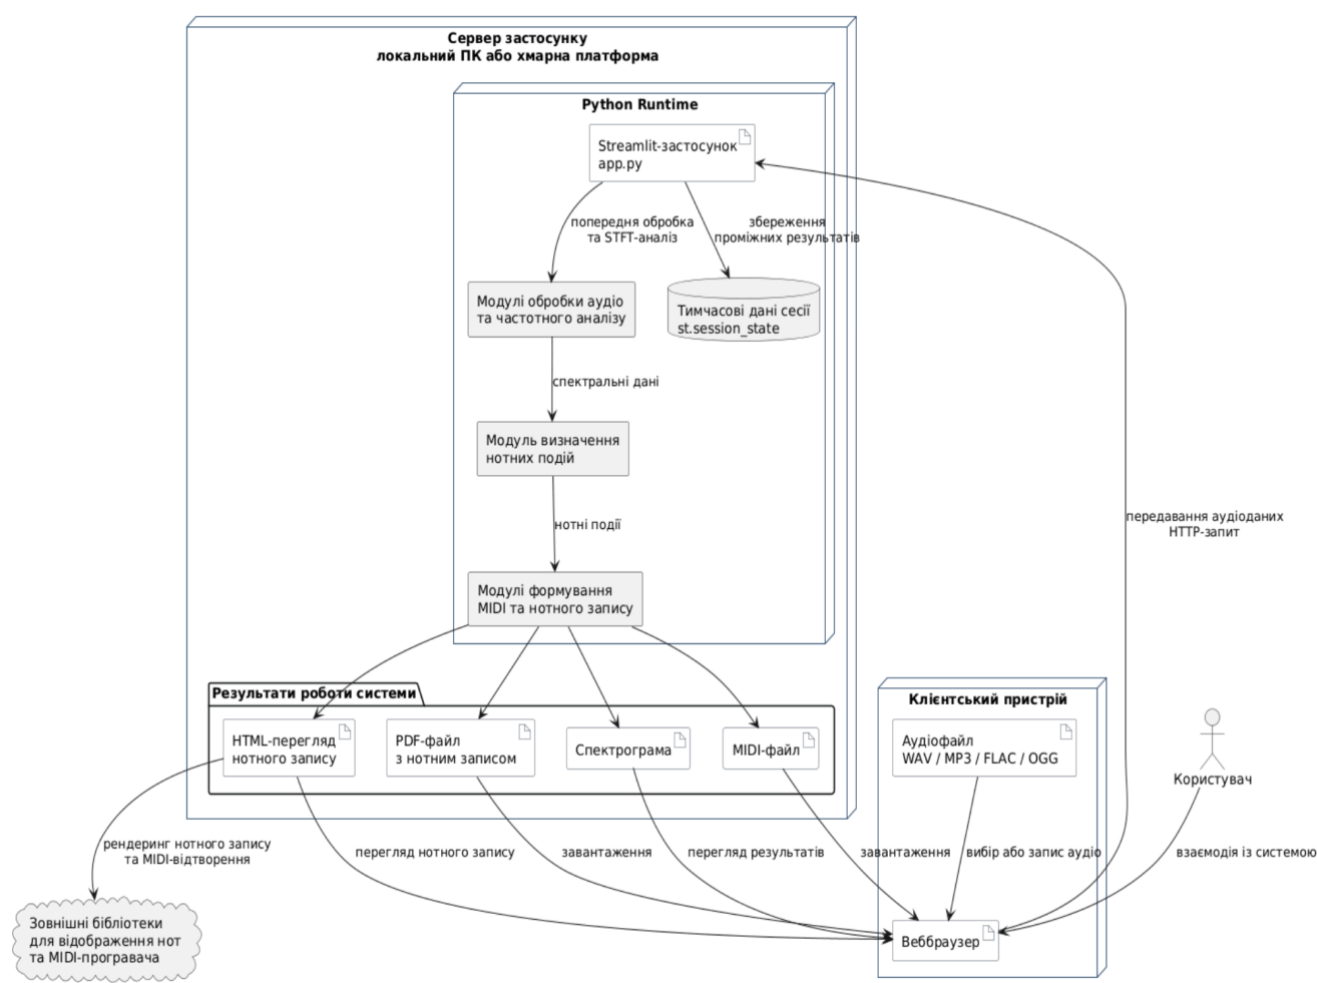 Сервер застосунку
локальний ПК або хмарна платформа
Python Runtime
Streamlit-застосунок
app.py
попередня обробка
та STFT-аналіз
збереження
проміжних результатів
Модулі обробки аудіо
та частотного аналізу
Тимчасові дані сесії
st.session_state
спектральні дані
Модуль визначення
нотних подій
нотні події
передавання аудіоданих
HTTP-запит
Модулі формування
MIDI та нотного запису
Результати роботи системи
HTML-перегляд
нотного запису
PDF-файл
з нотним записом
Спектрограма
MIDI-файл
Клієнтський пристрій
Аудіофайл
WAV / MP3 / FLAC / OGG
Користувач
рендеринг нотного запису
та MIDI-відтворення
перегляд нотного запису
завантаження
перегляд результатів
завантаження
вибір або запис аудіо
взаємодія із системою
Зовнішні бібліотеки
для відображення нот
та MIDI-програвача
Веббраузер